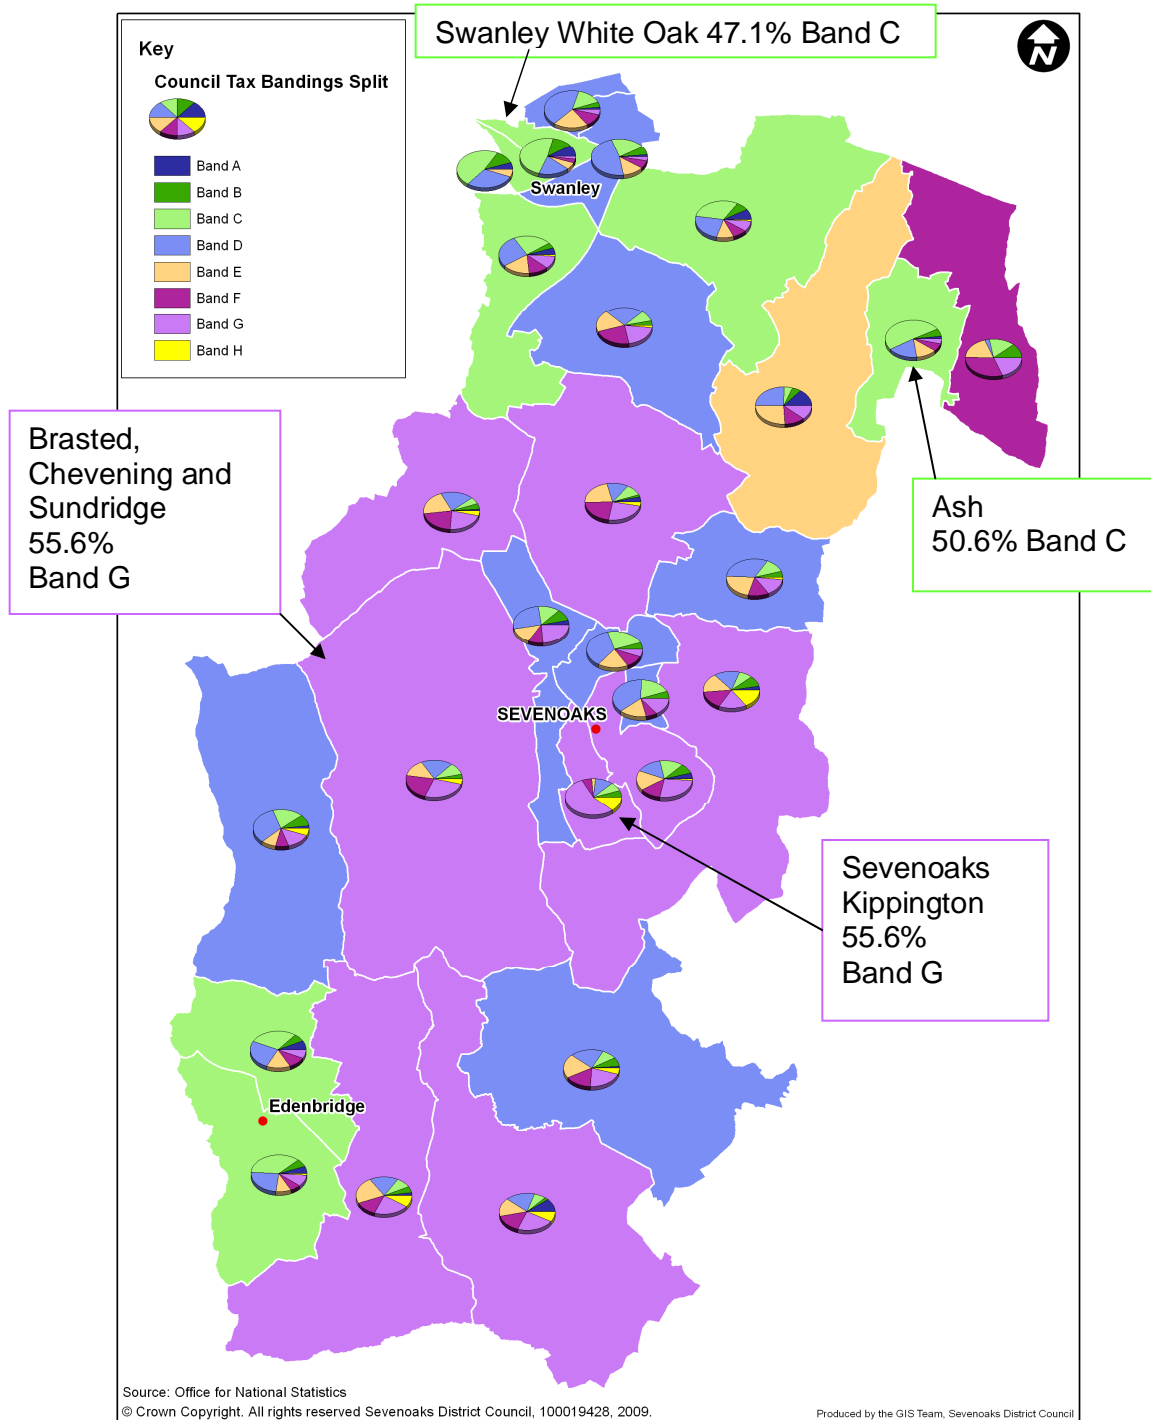 Swanley White Oak 47.1% Band C
N
Key
Council Tax Bandings Split
Band A
Band B
Band C
Band D
Band E
Band F
Band G
Band H
Swanley
Brasted,
Chevening and
Sundridge
55.6%
Band G
Ash
50.6% Band C
SEVENOAKS
Sevenoaks
Kippington
55.6%
Band G
Edenbridge
Source: Office for National Statistics
© Crown Copyright. All rights reserved Sevenoaks District Council, 100019428, 2009.
Produced by the GIS Team, Sevenoaks District Council